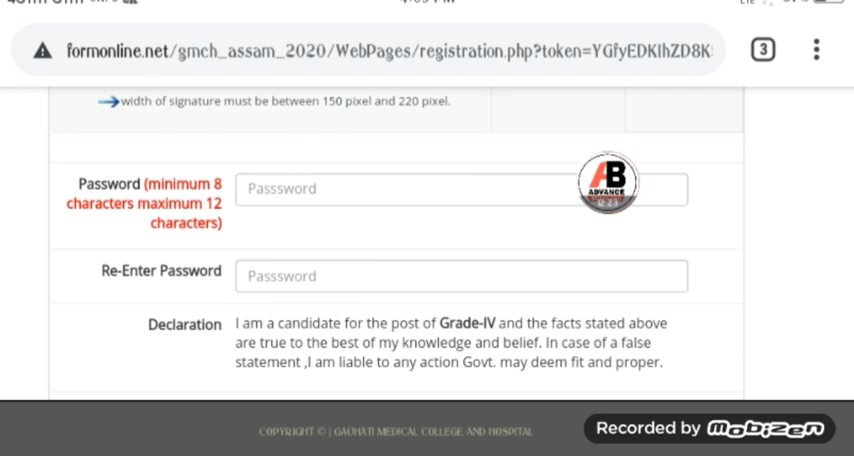 formonline.net/gmch_assam_2020/WebPages/registration.php?token=YGfyEDKIhZD8K
3
width of signature must be between 150 pixel and 220 pixel.
Password (minimum 8
characters maximum 12
characters)
Passsword
AB
ADVANCE
Re-Enter Password
Passsword
Declaration
I am a candidate for the post of Grade-IV and the facts stated above
are true to the best of my knowledge and belief. In case of a false
statement ,I am liable to any action Govt. may deem fit and proper.
COPYRIGHT © | GAUHATI MEDICAL COLLEGE AND HOSPITAL
Recorded by Mobizen